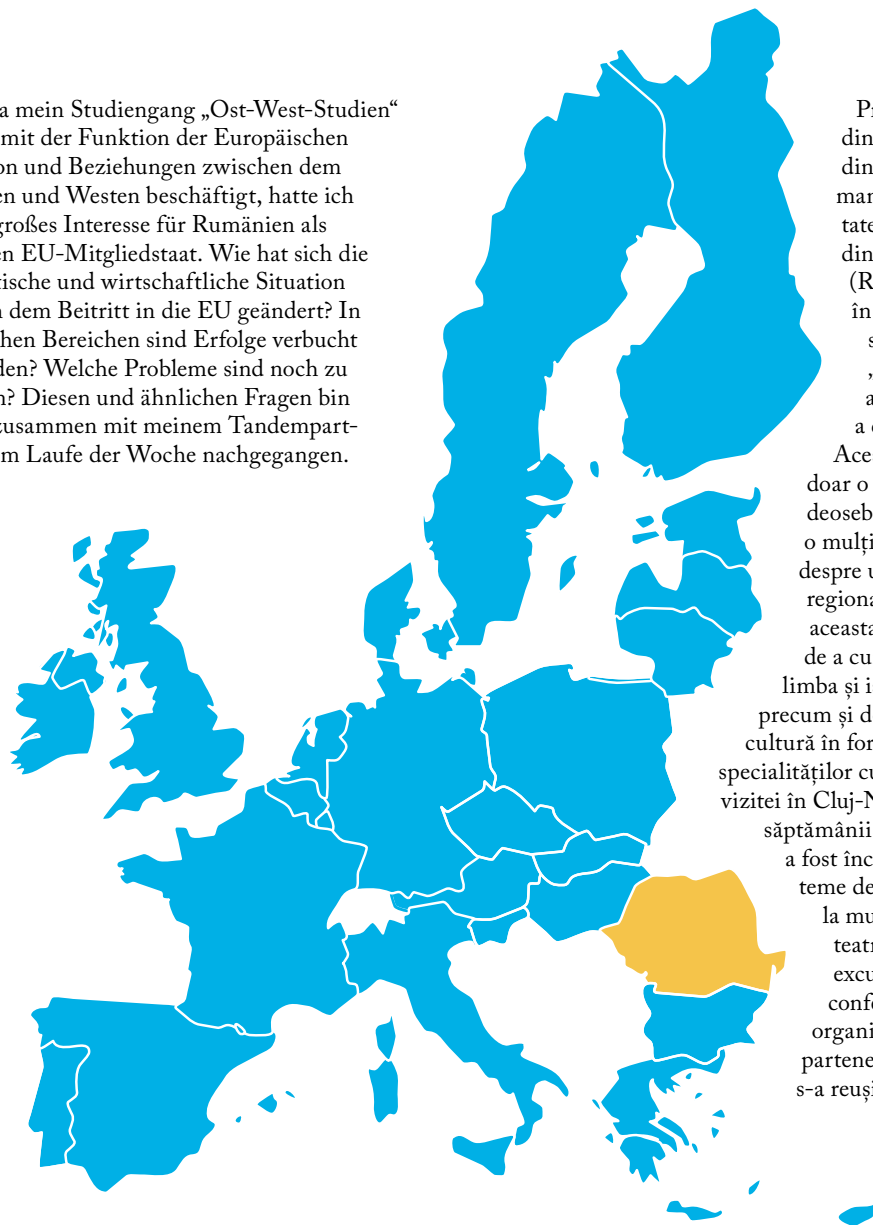 a mein Studiengang „Ost-West-Studien“
mit der Funktion der Europäischen
on und Beziehungen zwischen dem
en und Westen beschäftigt, hatte ich
großes Interesse für Rumänien als
en EU-Mitgliedstaat. Wie hat sich die
tische und wirtschaftliche Situation
n dem Beitritt in die EU geändert? In
chen Bereichen sind Erfolge verbucht
den? Welche Probleme sind noch zu
n? Diesen und ähnlichen Fragen bin
zusammen mit meinem Tandempart-
m Laufe der Woche nachgegangen.
Pr
din
din
man
tate
din
(R
în
s
„
a
a
Ace
doar o
deoseb
o mulți
despre u
regiona
aceasta
de a cu
limba și i
precum și d
cultură în for
specialităților cu
vizitei în Cluj-N
săptămânii
a fost înc
teme de
la mu
teatr
excu
confe
organi
partene
s-a reuși